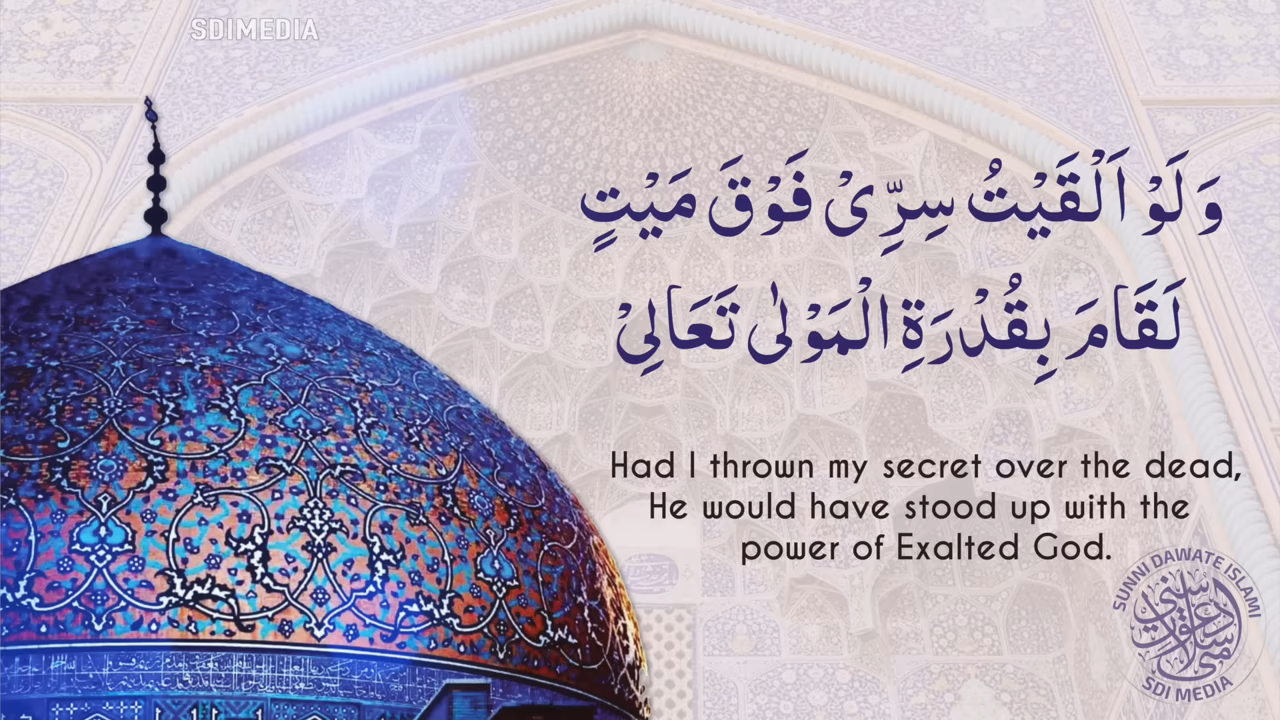 SDIMEDIA
وَلَوْ اَلْقَيْتُ سِرِّیْ فَوْقَ مَيْتٍ
لَقَامَ بِقُدْرَةِ الْمَوْلٰی تَعَالِیْ
Had I thrown my secret over the dead,
He would have stood up with the
power of Exalted God.
SUNNI DAWATE ISLAMI
SDI MEDIA